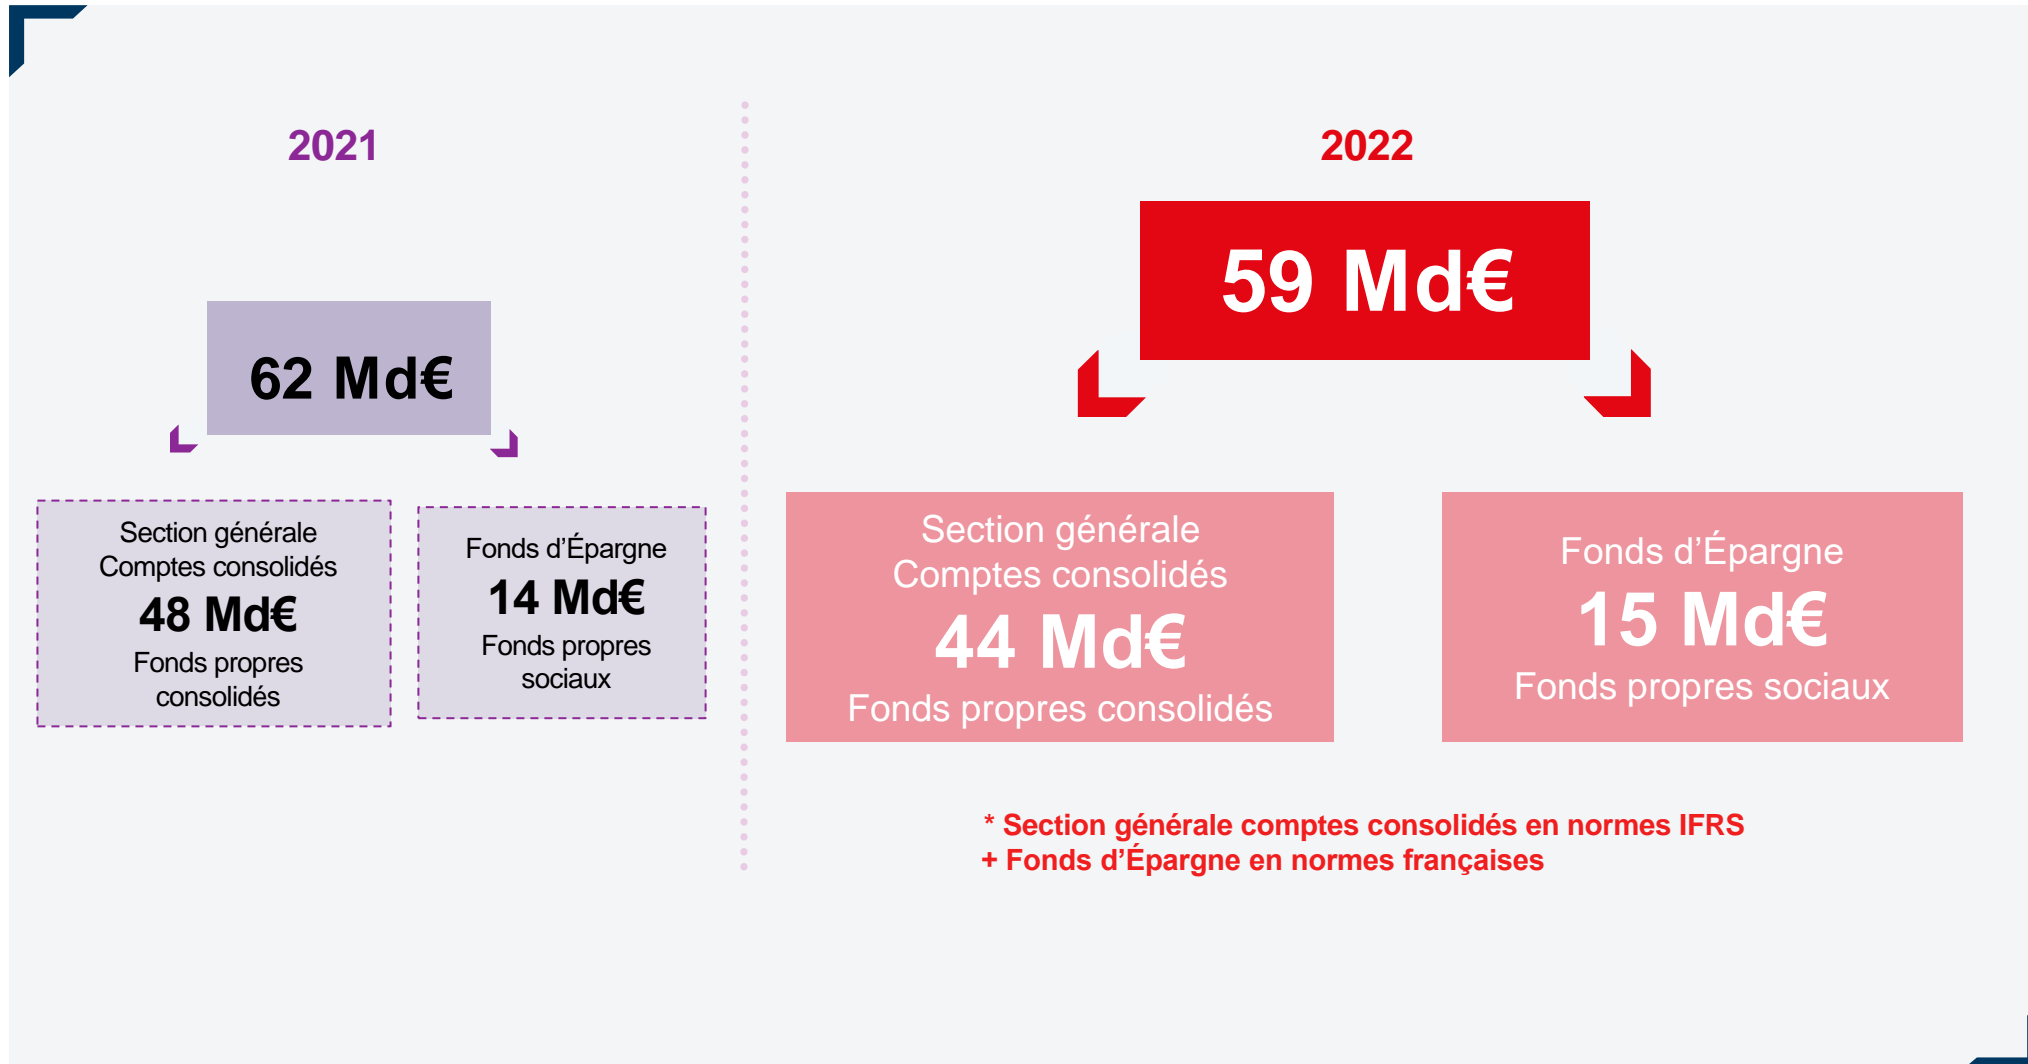 2021
62 Md€
Section générale
Comptes consolidés
48 Md€
Fonds propres
consolidés
Fonds d’Épargne
14 Md€
Fonds propres
sociaux
2022
59 Md€
Section générale
Comptes consolidés
44 Md€
Fonds propres consolidés
Fonds d’Épargne
15 Md€
Fonds propres sociaux
* Section générale comptes consolidés en normes IFRS
+ Fonds d’Épargne en normes françaises